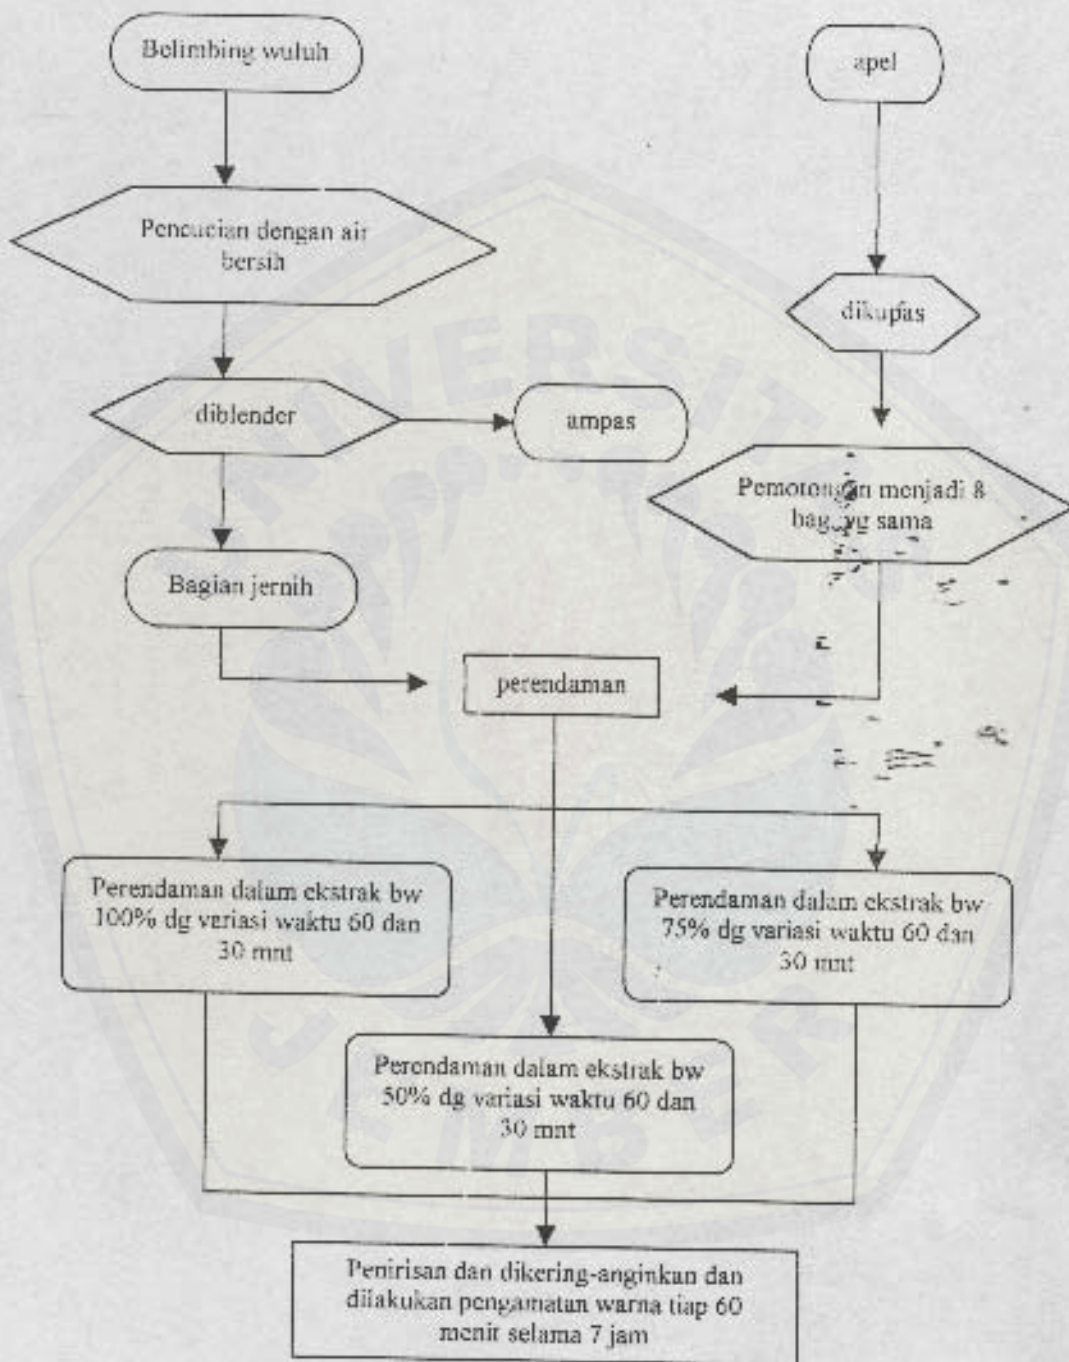 Belimbing wuluh
apel
Pencucian dengan air
bersih
dikupas
diblender
ampas
Pemotongan menjadi 8
bag. yg sama
Bagian jernih
perendaman
Perendaman dalam ekstrak bw
100% dg variasi waktu 60 dan
30 mnt
Perendaman dalam ekstrak bw
75% dg variasi waktu 60 dan
30 mnt
Perendaman dalam ekstrak bw
50% dg variasi waktu 60 dan
30 mnt
Penirisan dan dikering-anginkan dan
dilakukan pengamatan warna tiap 60
menit selama 7 jam
UNIVERSITAS
JEMBER